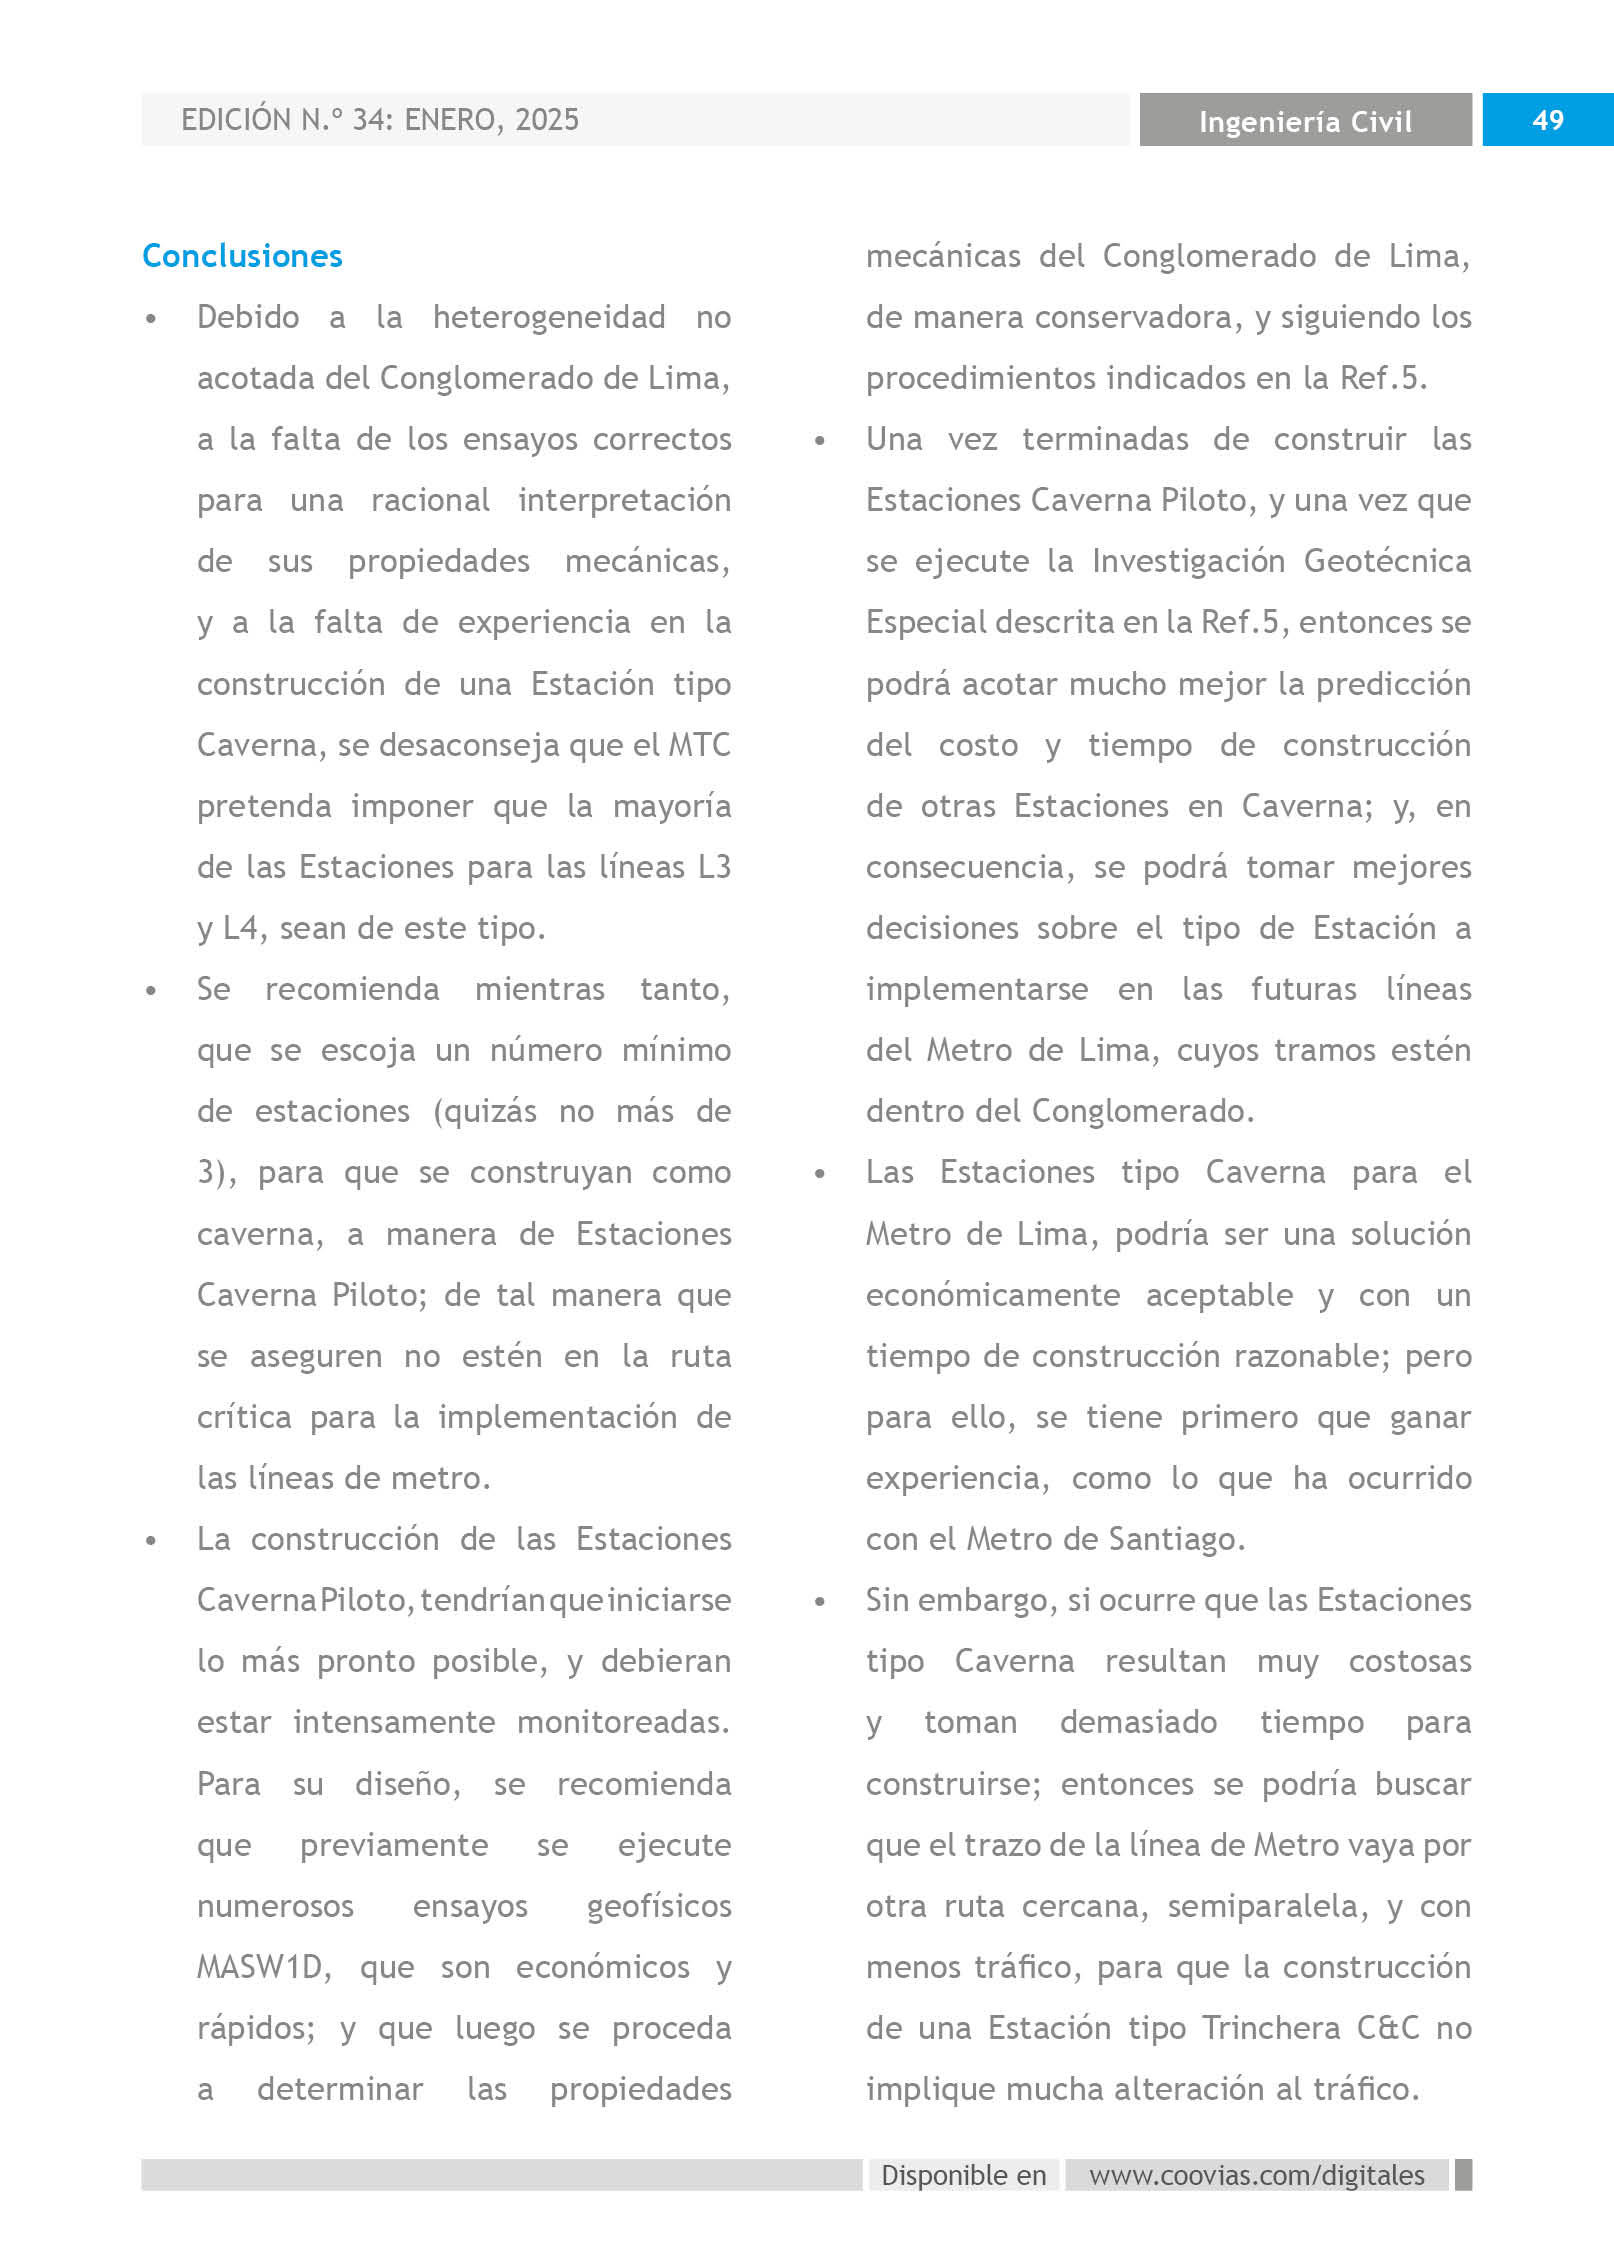 EDICIÓN N.º 34: ENERO, 2025
Ingeniería Civil
49
Conclusiones
• Debido a la heterogeneidad no
acotada del Conglomerado de Lima,
a la falta de los ensayos correctos
para una racional interpretación
de sus propiedades mecánicas,
y a la falta de experiencia en la
construcción de una Estación tipo
Caverna, se desaconseja que el MTC
pretenda imponer que la mayoría
de las Estaciones para las líneas L3
y L4, sean de este tipo.
• Se recomienda mientras tanto,
que se escoja un número mínimo
de estaciones (quizás no más de
3), para que se construyan como
caverna, a manera de Estaciones
Caverna Piloto; de tal manera que
se aseguren no estén en la ruta
crítica para la implementación de
las líneas de metro.
• La construcción de las Estaciones
Caverna Piloto, tendrían que iniciarse
lo más pronto posible, y debieran
estar intensamente monitoreadas.
Para su diseño, se recomienda
que previamente se ejecute
numerosos ensayos geofísicos
MASW1D, que son económicos y
rápidos; y que luego se proceda
a determinar las propiedades
mecánicas del Conglomerado de Lima,
de manera conservadora, y siguiendo los
procedimientos indicados en la Ref.5.
• Una vez terminadas de construir las
Estaciones Caverna Piloto, y una vez que
se ejecute la Investigación Geotécnica
Especial descrita en la Ref.5, entonces se
podrá acotar mucho mejor la predicción
del costo y tiempo de construcción
de otras Estaciones en Caverna; y, en
consecuencia, se podrá tomar mejores
decisiones sobre el tipo de Estación a
implementarse en las futuras líneas
del Metro de Lima, cuyos tramos estén
dentro del Conglomerado.
• Las Estaciones tipo Caverna para el
Metro de Lima, podría ser una solución
económicamente aceptable y con un
tiempo de construcción razonable; pero
para ello, se tiene primero que ganar
experiencia, como lo que ha ocurrido
con el Metro de Santiago.
• Sin embargo, si ocurre que las Estaciones
tipo Caverna resultan muy costosas
y toman demasiado tiempo para
construirse; entonces se podría buscar
que el trazo de la línea de Metro vaya por
otra ruta cercana, semiparalela, y con
menos tráfico, para que la construcción
de una Estación tipo Trinchera C&C no
implique mucha alteración al tráfico.
Disponible en
www.coovias.com/digitales